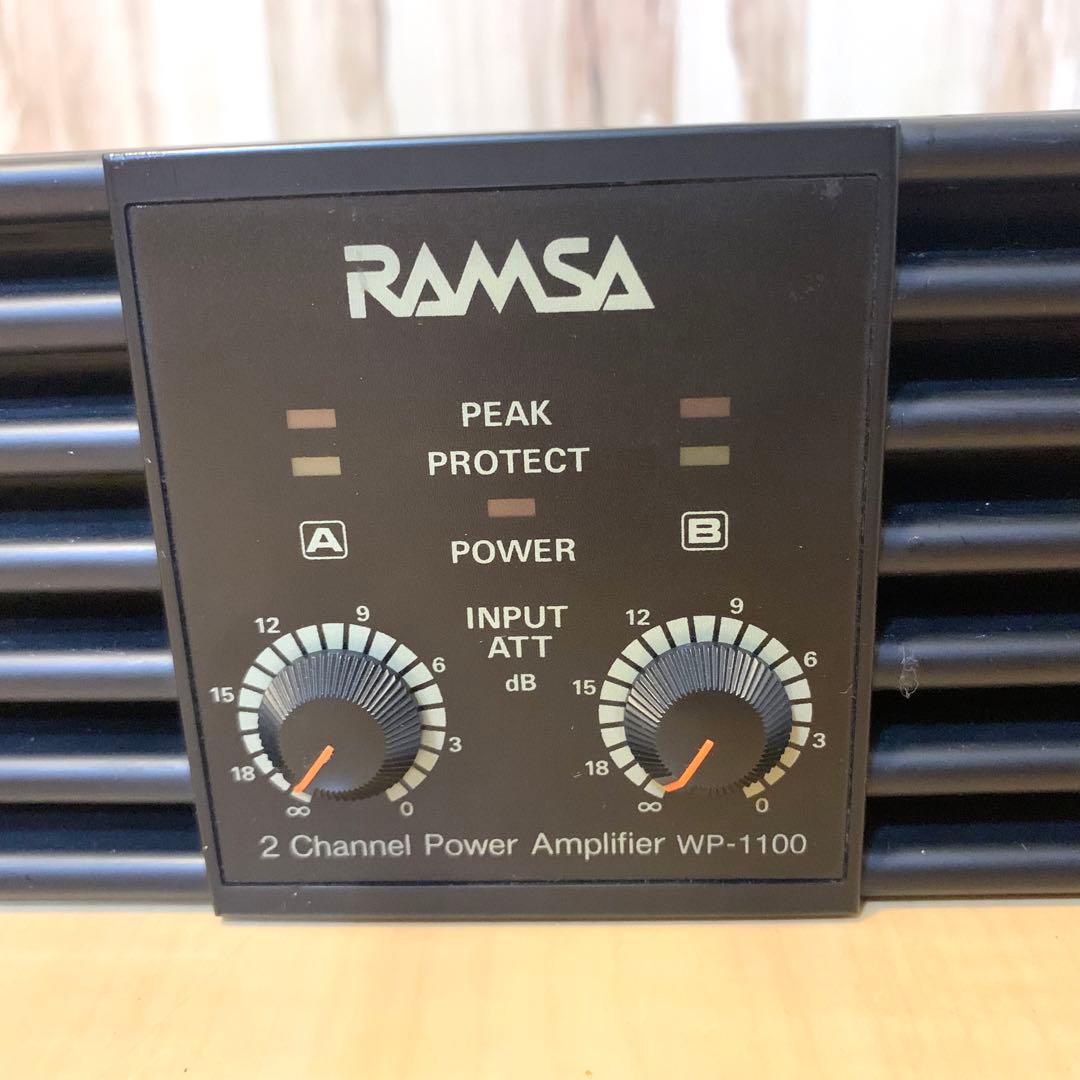 RAMSA
PEAK
PROTECT
A
POWER
B
INPUT
ATT
dB
12 9 6 15 3 18 ∞ 0
12 9 6 15 3 18 ∞ 0
2 Channel Power Amplifier WP-1100